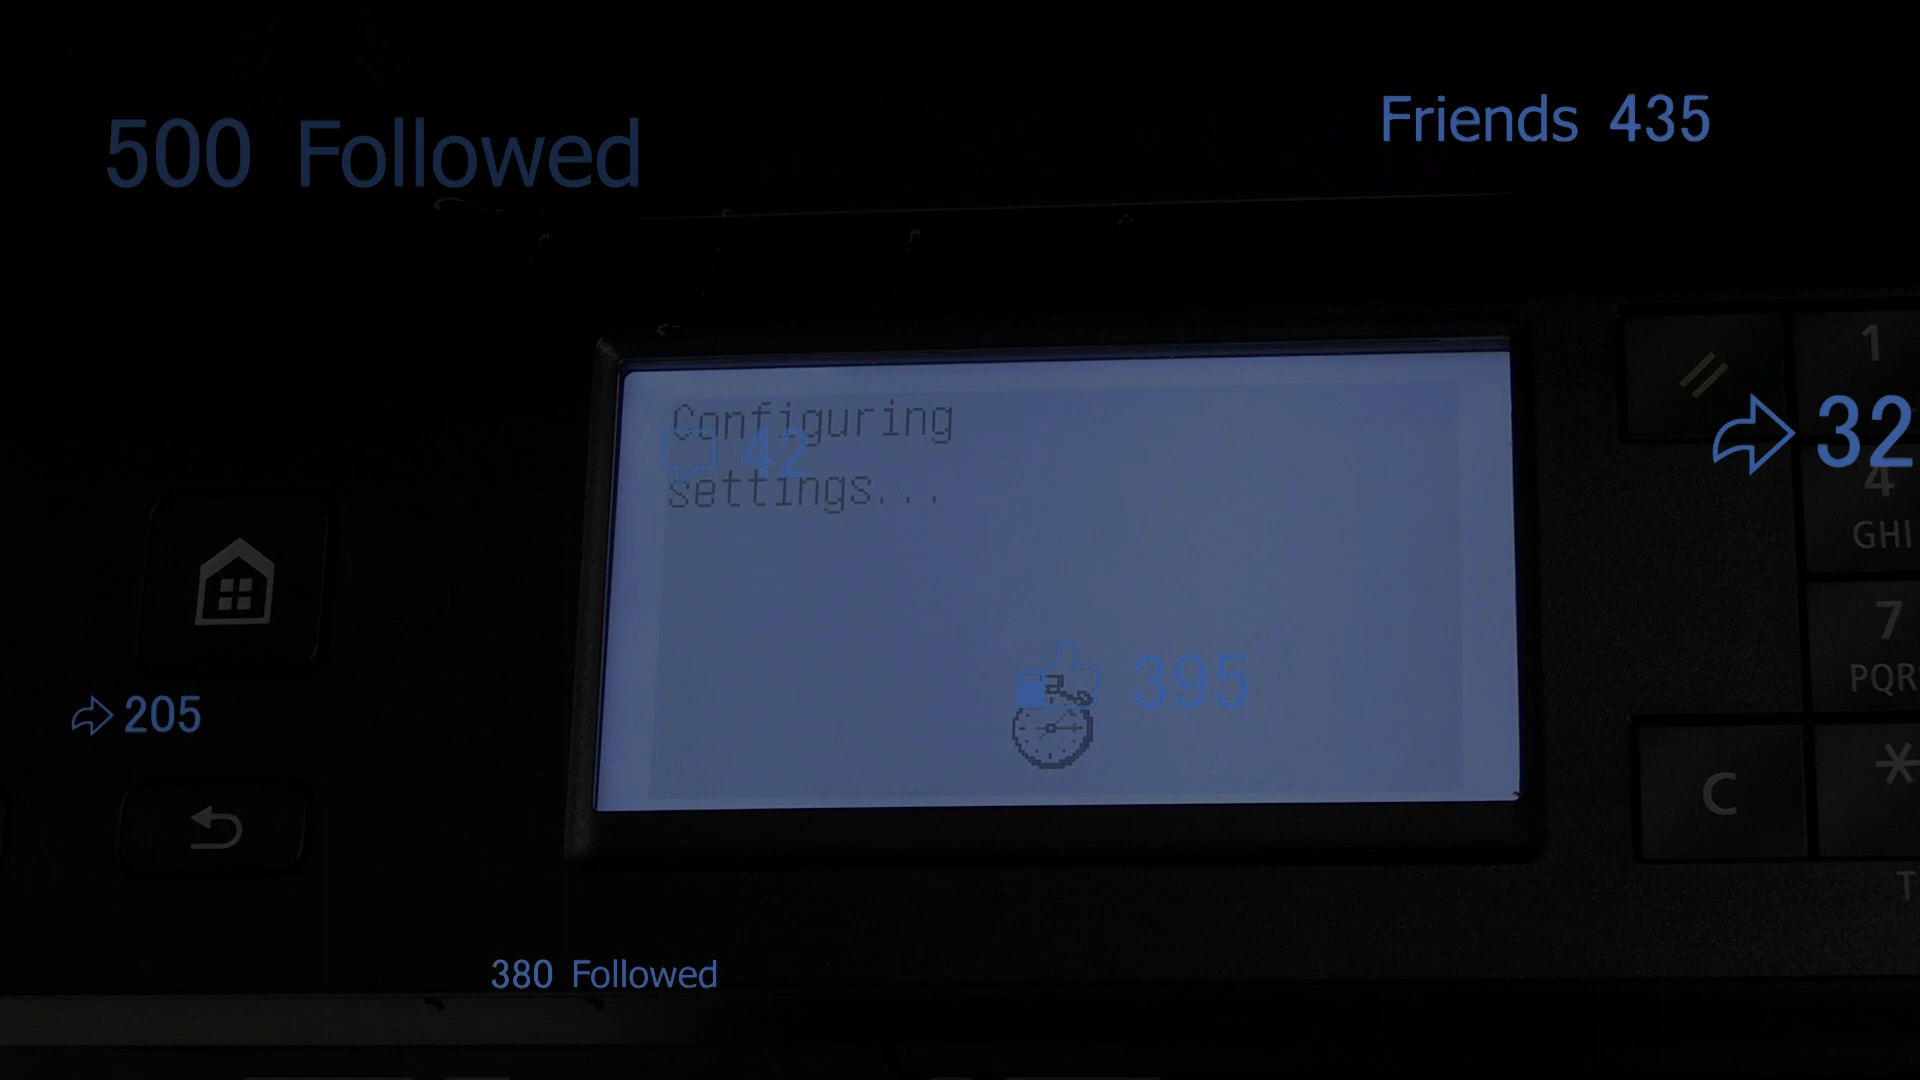 500 Followed
Friends 435
1
Configuring
42
settings...
32
4
GHI
395
7
PQR
205
C
*
T
380 Followed